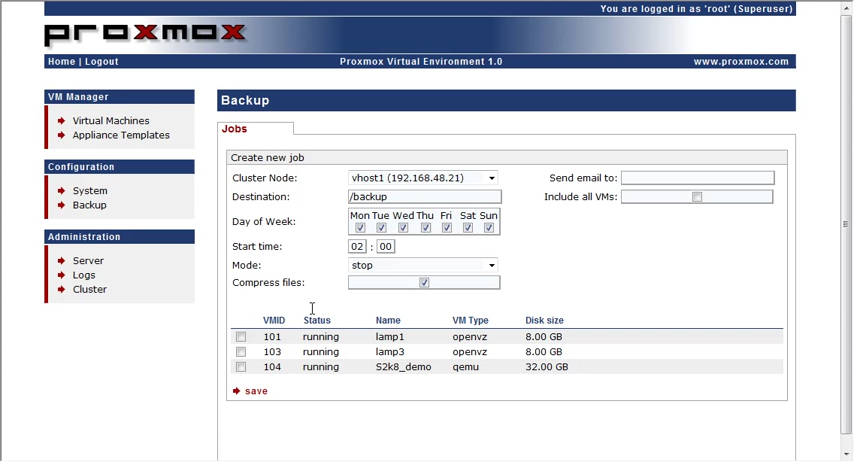 You are logged in as 'root' (Superuser)
proxmox
Home | Logout Proxmox Virtual Environment 1.0 www.proxmox.com
VM Manager
Virtual Machines
Appliance Templates
Configuration
System
Backup
Administration
Server
Logs
Cluster
Backup
Jobs
Create new job
Cluster Node: vhost1 (192.168.48.21) Send email to:
Destination: /backup Include all VMs:
Day of Week: Mon Tue Wed Thu Fri Sat Sun
Start time: 02 : 00
Mode: stop
Compress files:
VMID Status Name VM Type Disk size
101 running lamp1 openvz 8.00 GB
103 running lamp3 openvz 8.00 GB
104 running S2k8_demo qemu 32.00 GB
save